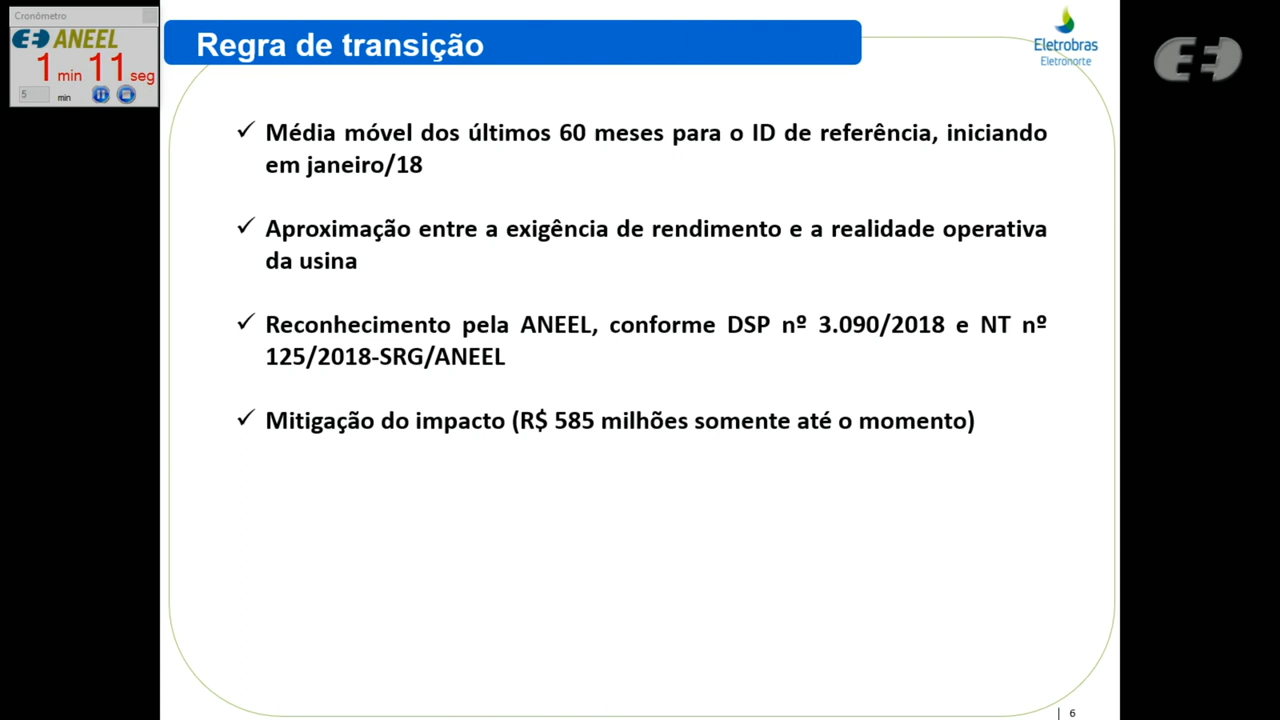 Cronômetro
ANEEL
1 min 11 seg
5 min
Regra de transição
Eletrobras
Eletronorte
✓ Média móvel dos últimos 60 meses para o ID de referência, iniciando
em janeiro/18
✓ Aproximação entre a exigência de rendimento e a realidade operativa
da usina
✓ Reconhecimento pela ANEEL, conforme DSP nº 3.090/2018 e NT nº
125/2018-SRG/ANEEL
✓ Mitigação do impacto (R$ 585 milhões somente até o momento)
| 6